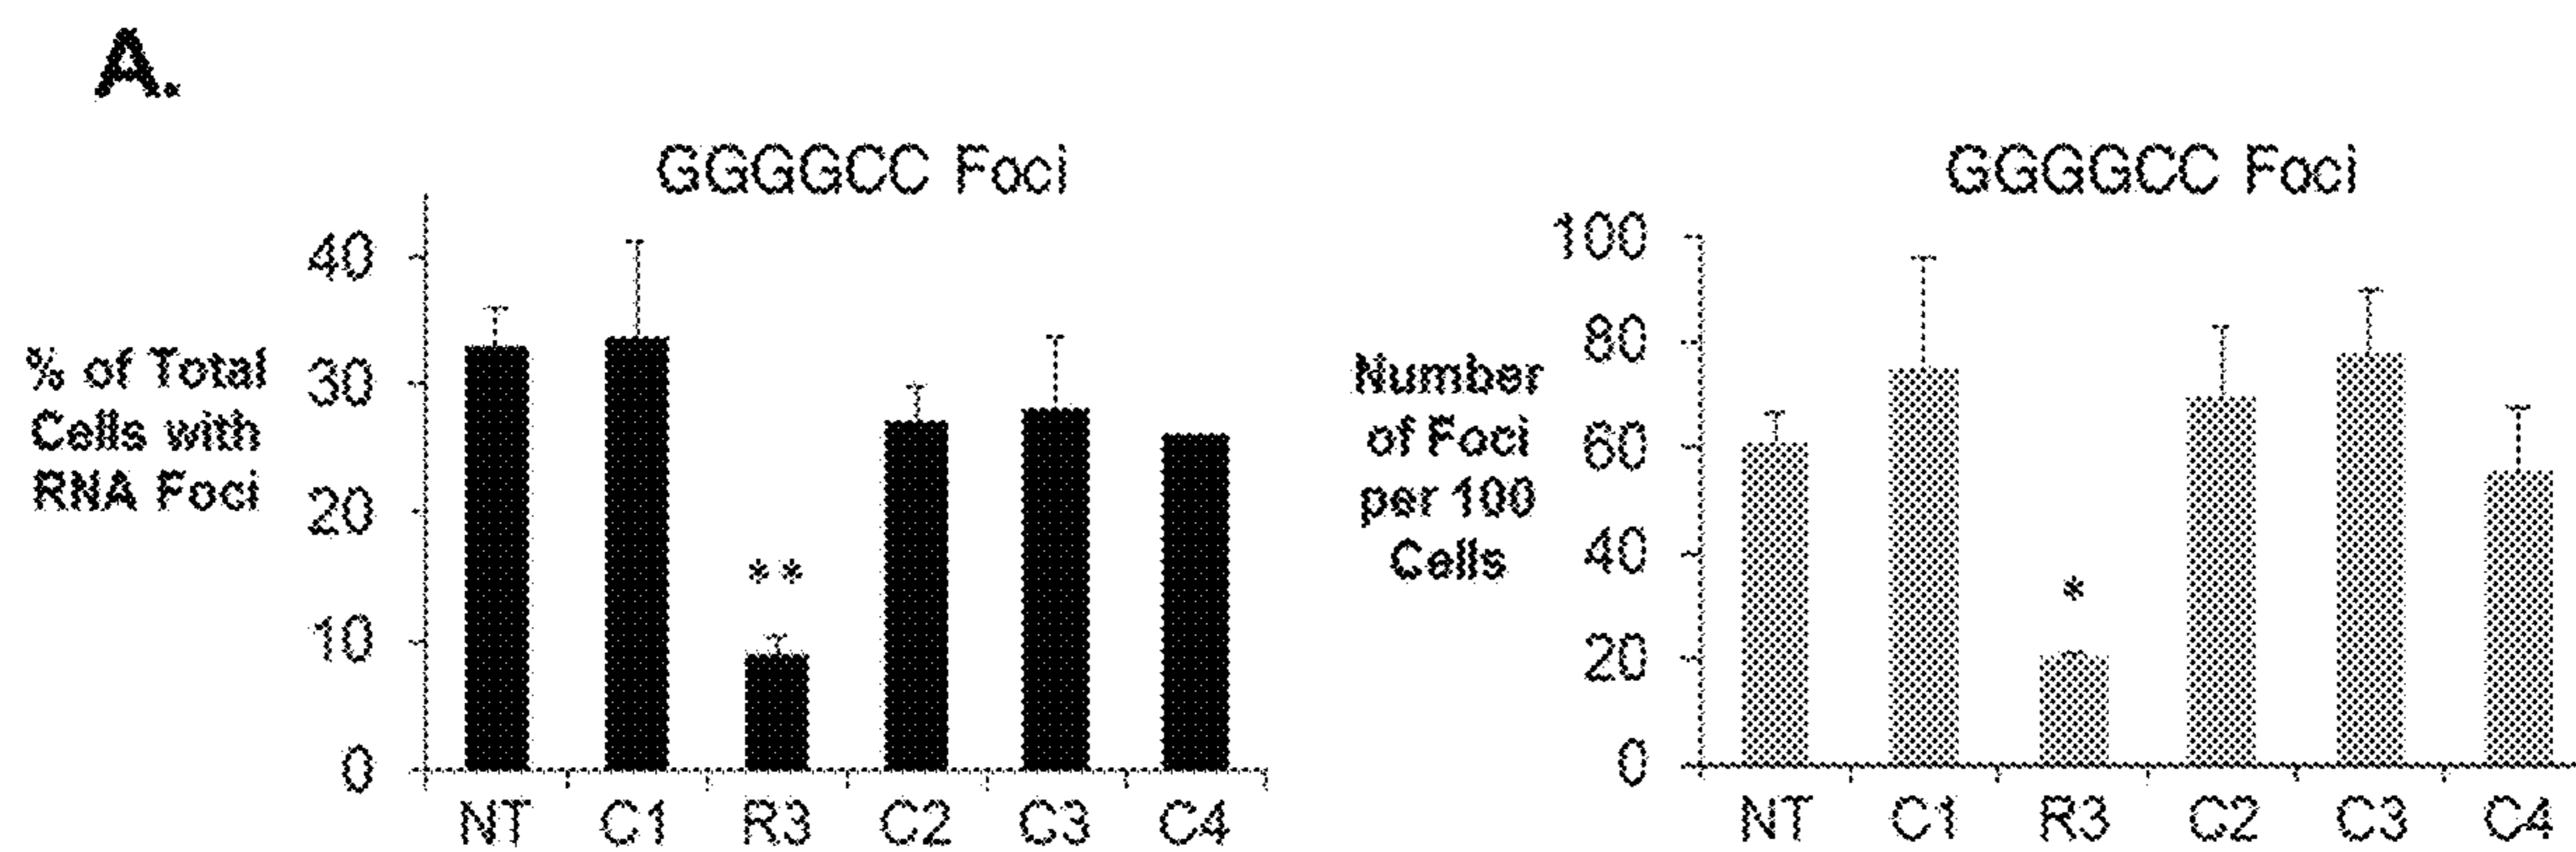 A.
GGGGCC Foci
% of Total
Cells with
RNA Foci
40
30
20
10
0
**
NT C1 R3 C2 C3 C4
GGGGCC Foci
Number
of Foci
per 100
Cells
100
80
60
40
20
0
*
NT C1 R3 C2 C3 C4